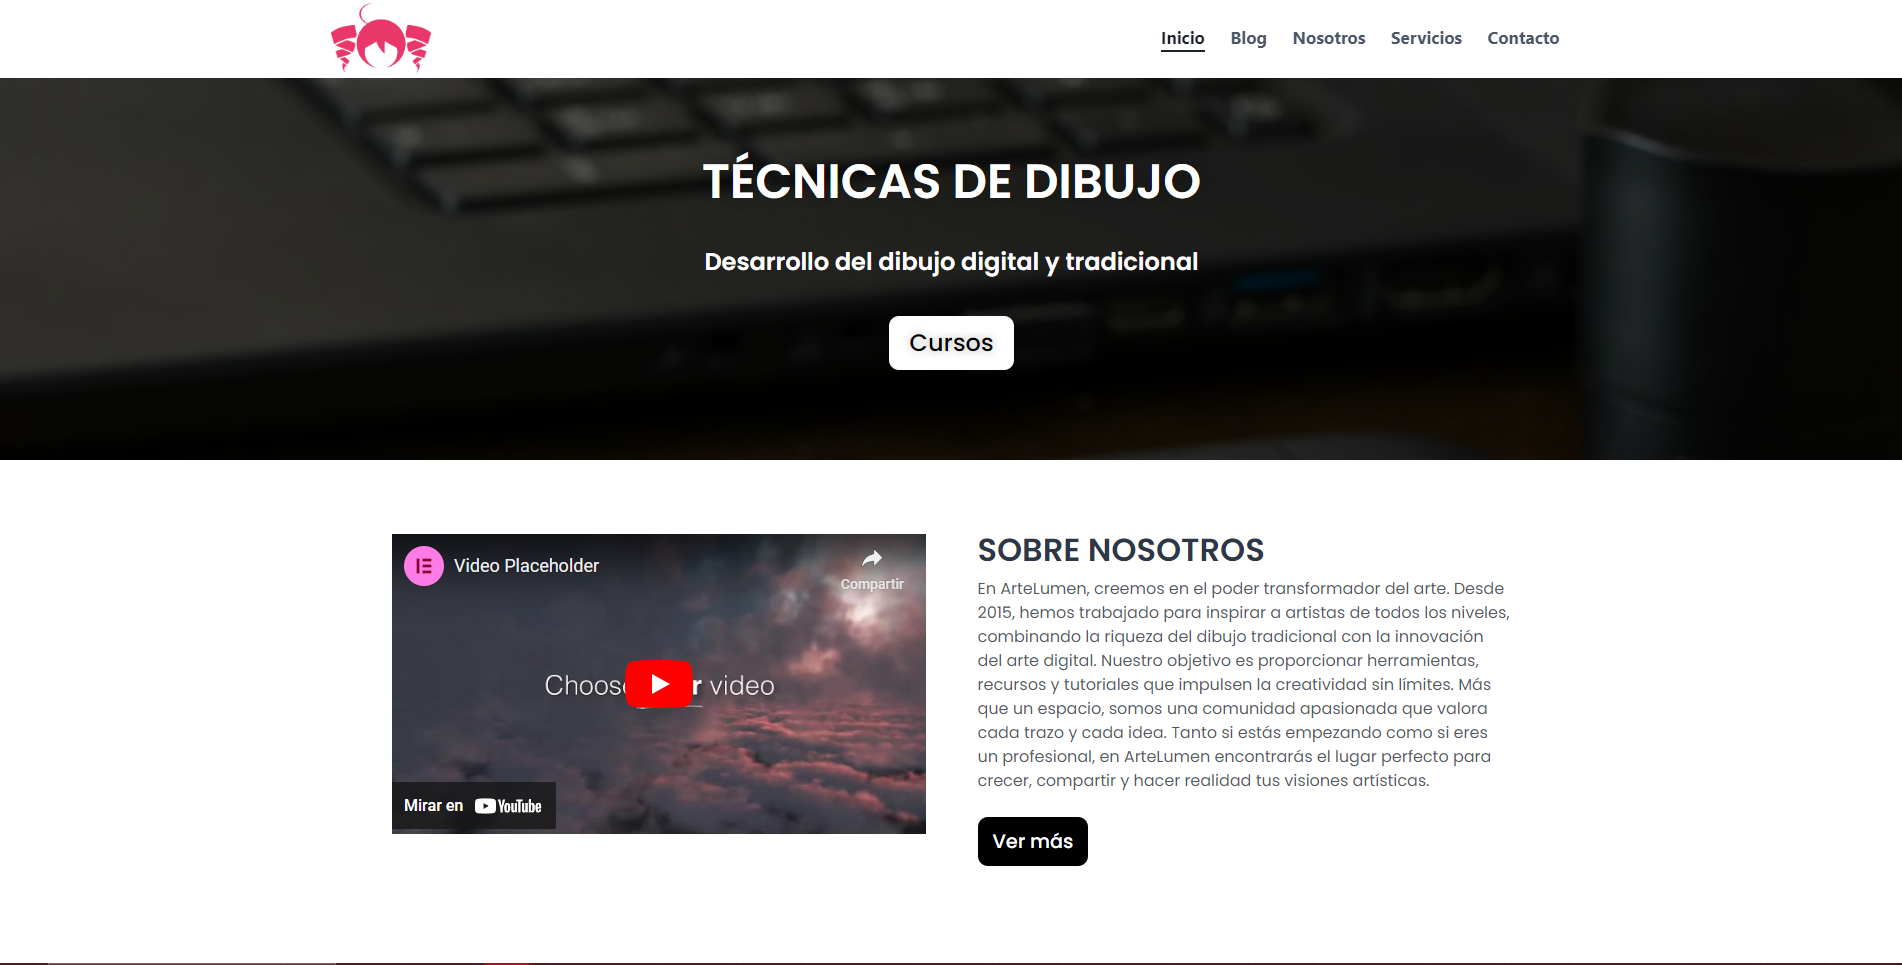 Inicio Blog Nosotros Servicios Contacto
TÉCNICAS DE DIBUJO
Desarrollo del dibujo digital y tradicional
Cursos
Video Placeholder
Compartir
Choose video
Mirar en YouTube
SOBRE NOSOTROS
En ArteLumen, creemos en el poder transformador del arte. Desde
2015, hemos trabajado para inspirar a artistas de todos los niveles,
combinando la riqueza del dibujo tradicional con la innovación
del arte digital. Nuestro objetivo es proporcionar herramientas,
recursos y tutoriales que impulsen la creatividad sin límites. Más
que un espacio, somos una comunidad apasionada que valora
cada trazo y cada idea. Tanto si estás empezando como si eres
un profesional, en ArteLumen encontrarás el lugar perfecto para
crecer, compartir y hacer realidad tus visiones artísticas.
Ver más